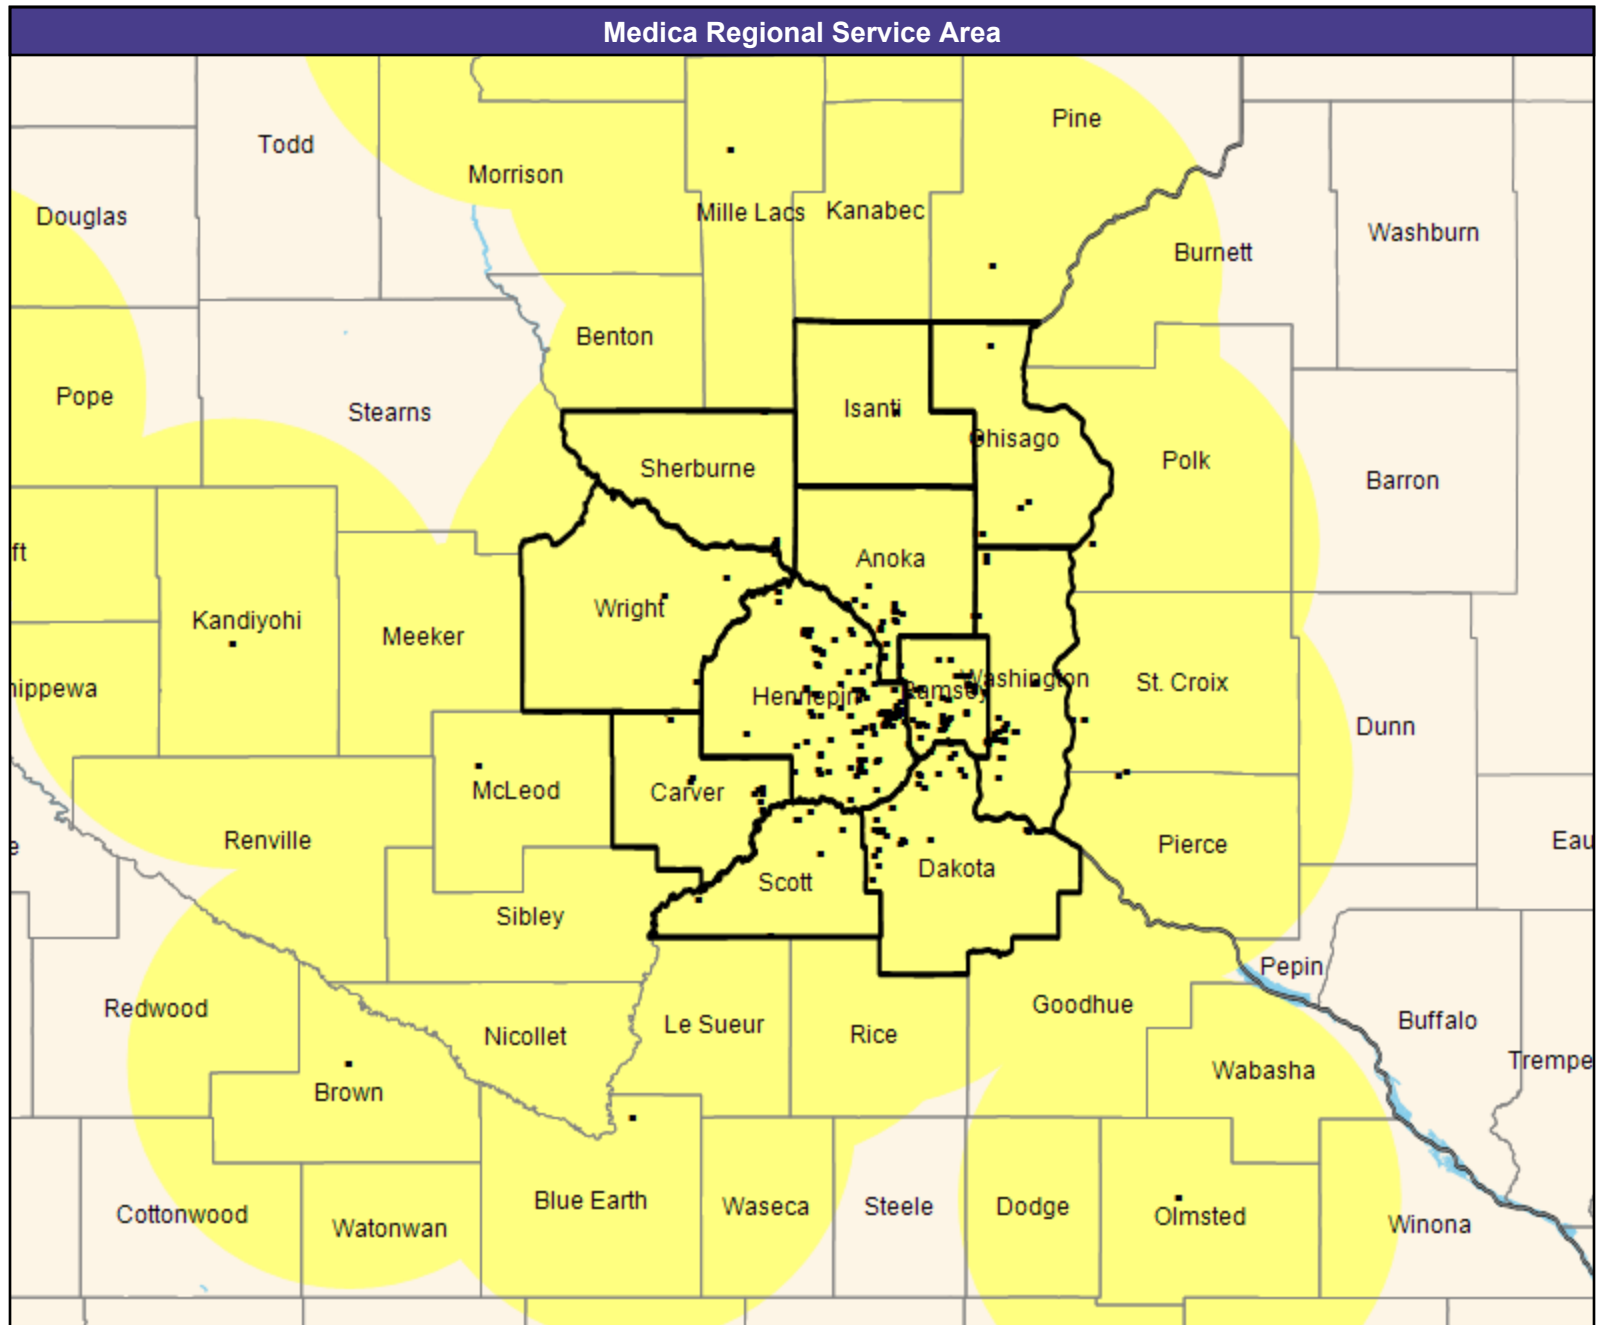 Medica Regional Service Area
Pine
Todd
Morrison
Douglas
Mille Lacs
Kanabec
Washburn
Burnett
Benton
Pope
Stearns
Isanti
Chisago
Sherburne
Polk
Barron
ft
Anoka
Kandiyohi
Wright
Meeker
hippewa
Hennepin
Ramsey
Washington
St. Croix
Dunn
McLeod
Carver
Renville
e
Pierce
Eau
Scott
Dakota
Sibley
Pepin
Redwood
Nicollet
Le Sueur
Rice
Goodhue
Buffalo
Trempe
Wabasha
Brown
Blue Earth
Waseca
Steele
Dodge
Olmsted
Cottonwood
Watonwan
Winona